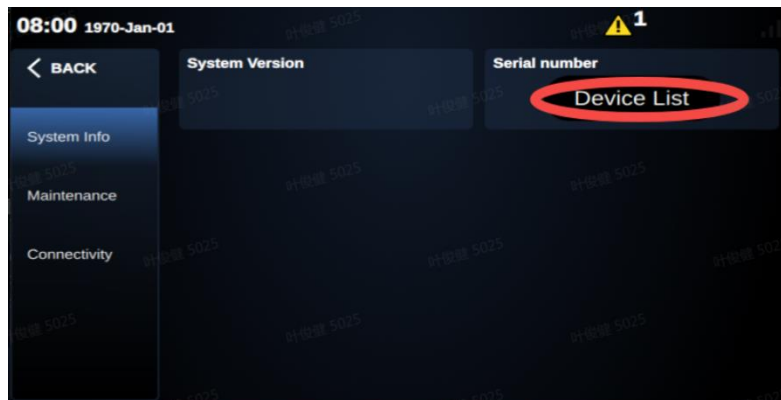 08:00 1970-Jan-01
1
BACK
System Version
Serial number
Device List
System Info
Maintenance
Connectivity
叶俊健 5025